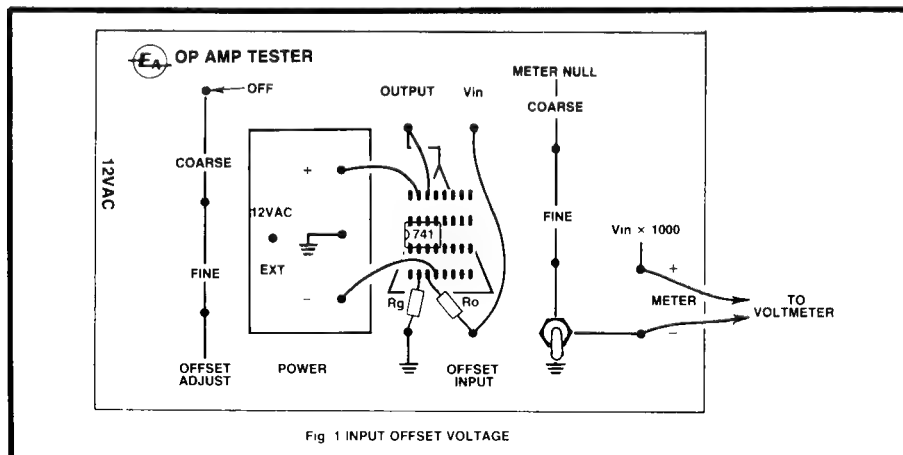 EA OP AMP TESTER
OFF
COARSE
FINE
OFFSET
ADJUST
12VAC
+
12VAC
EXT
−
POWER
OUTPUT
Vin
741
Rg
Ro
OFFSET
INPUT
METER NULL
COARSE
FINE
Vin × 1000
+
METER
−
TO
VOLTMETER
Fig 1 INPUT OFFSET VOLTAGE